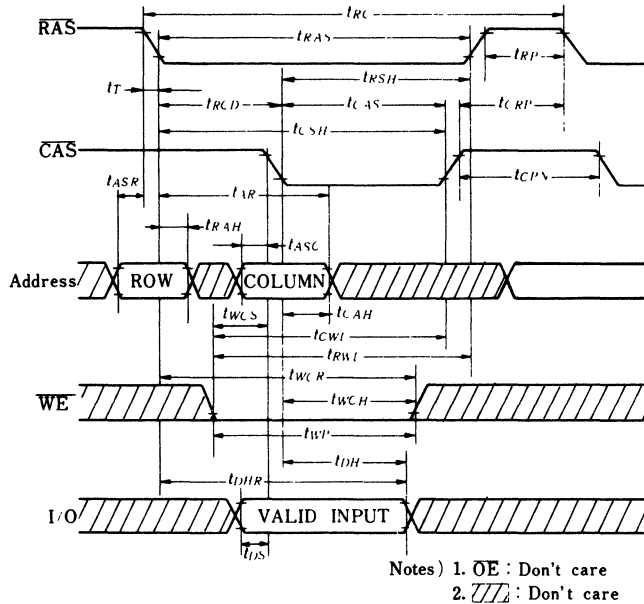 tRC
RAS
tRAS
tRP
tRSH
tT
tRCD
tCAS
tCRP
tCSH
CAS
tASR
tAR
tCPN
tRAH
tASC
Address
ROW
COLUMN
tWCS
tCAH
tCWL
tRWL
tWCR
WE
tWCH
tWP
tDH
tDHR
I/O
VALID INPUT
tDS
Notes) 1. OE : Don't care
2. : Don't care